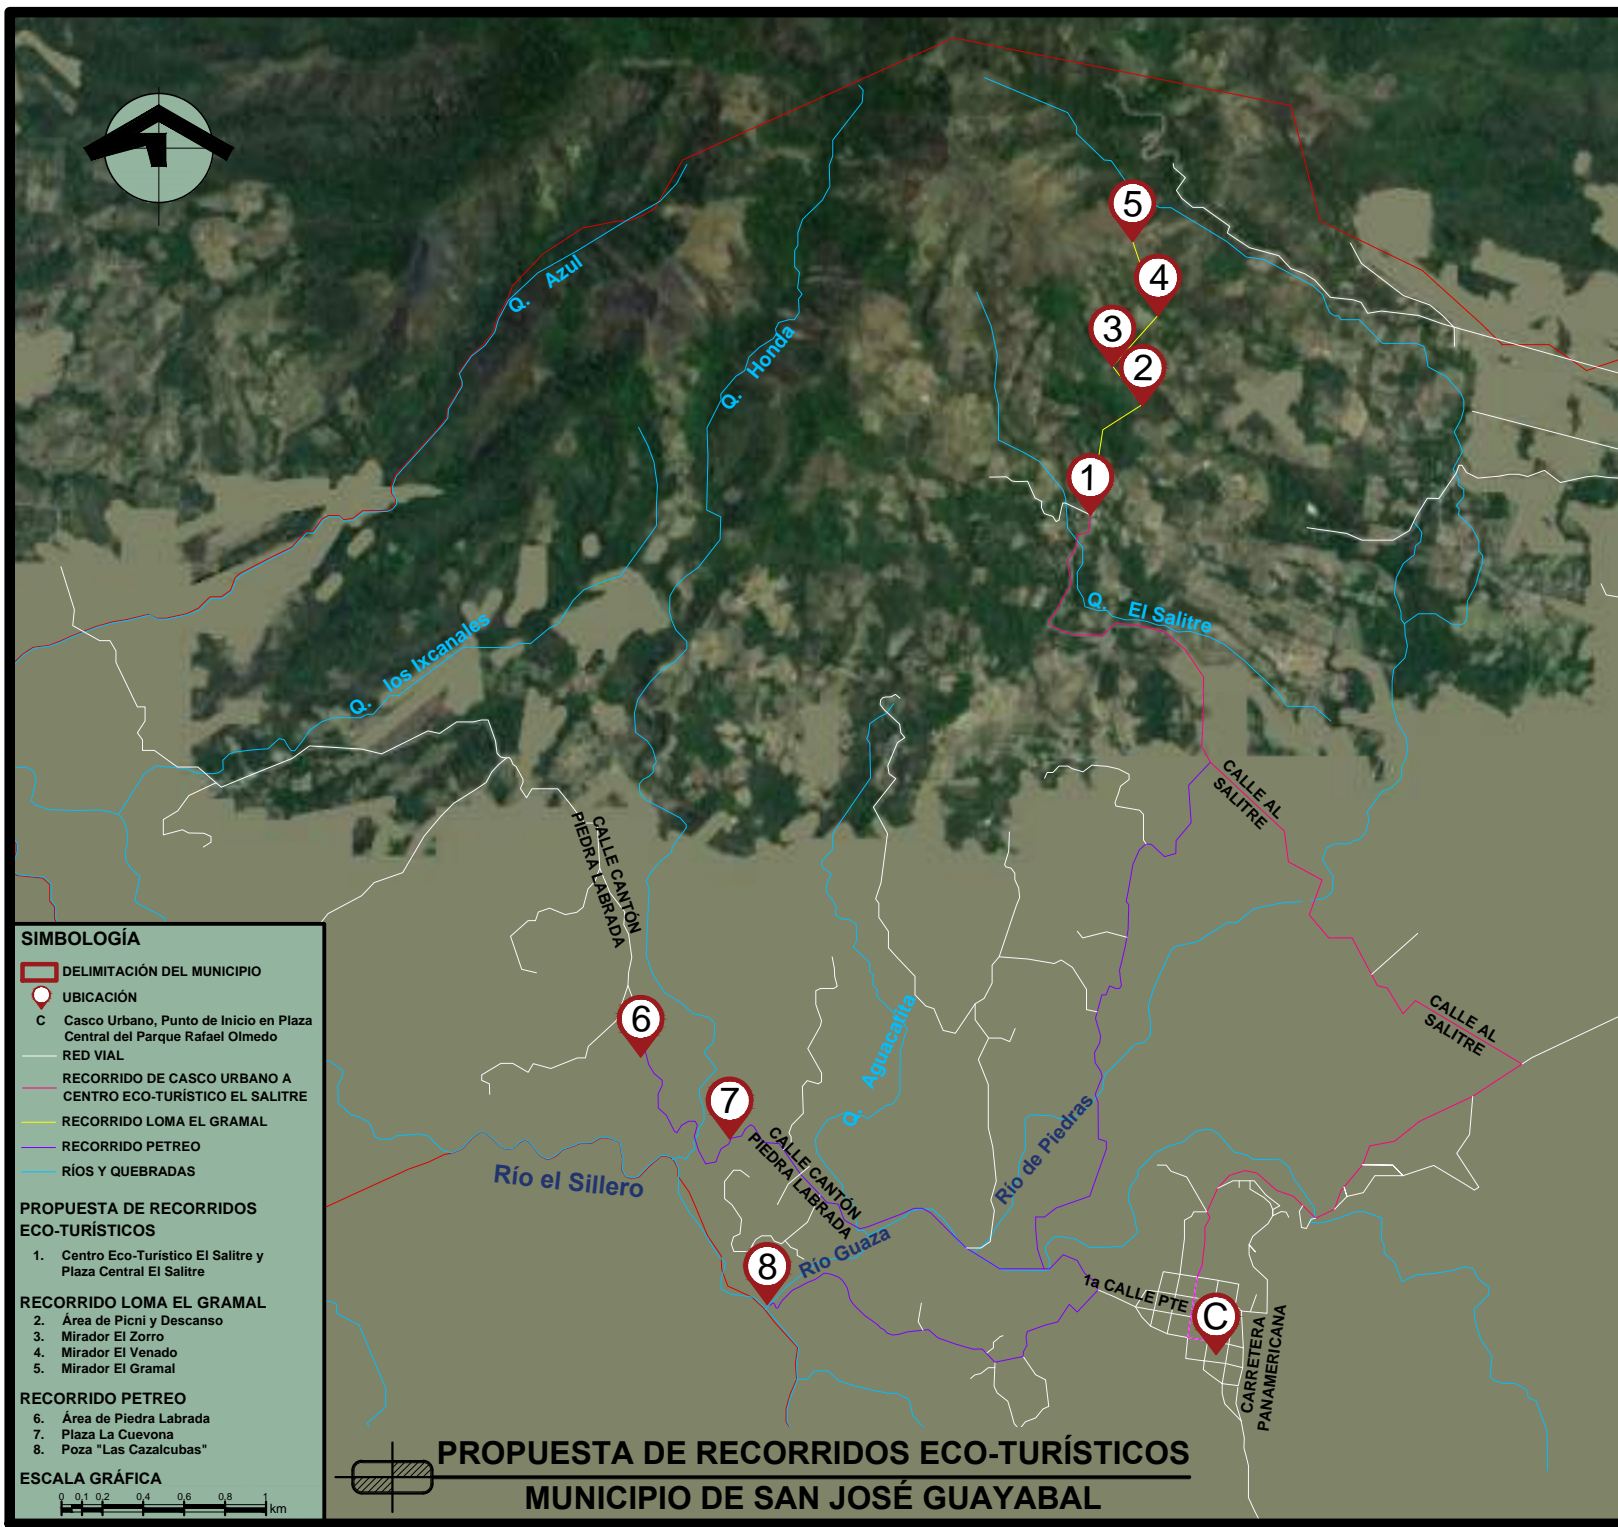 5
4
3
2
1
Q. Azul
Q. Honda
Q. El Salitre
Q. los Ixcanales
CALLE AL
SALITRE
CALLE CANTÓN
PIEDRA LABRADA
CALLE AL
SALITRE
6
7
Q. Aguacatita
Río de Piedras
CALLE CANTÓN
PIEDRA LABRADA
Río el Sillero
Río Guaza
8
1a CALLE PTE
C
CARRETERA
PANAMERICANA
SIMBOLOGÍA
DELIMITACIÓN DEL MUNICIPIO
UBICACIÓN
C Casco Urbano, Punto de Inicio en Plaza
Central del Parque Rafael Olmedo
RED VIAL
RECORRIDO DE CASCO URBANO A
CENTRO ECO-TURÍSTICO EL SALITRE
RECORRIDO LOMA EL GRAMAL
RECORRIDO PETREO
RÍOS Y QUEBRADAS
PROPUESTA DE RECORRIDOS
ECO-TURÍSTICOS
1. Centro Eco-Turístico El Salitre y
Plaza Central El Salitre
RECORRIDO LOMA EL GRAMAL
2. Área de Picni y Descanso
3. Mirador El Zorro
4. Mirador El Venado
5. Mirador El Gramal
RECORRIDO PETREO
6. Área de Piedra Labrada
7. Plaza La Cuevona
8. Poza "Las Cazalcubas"
ESCALA GRÁFICA
0 0,1 0,2 0,4 0,6 0,8 1
km
PROPUESTA DE RECORRIDOS ECO-TURÍSTICOS
MUNICIPIO DE SAN JOSÉ GUAYABAL